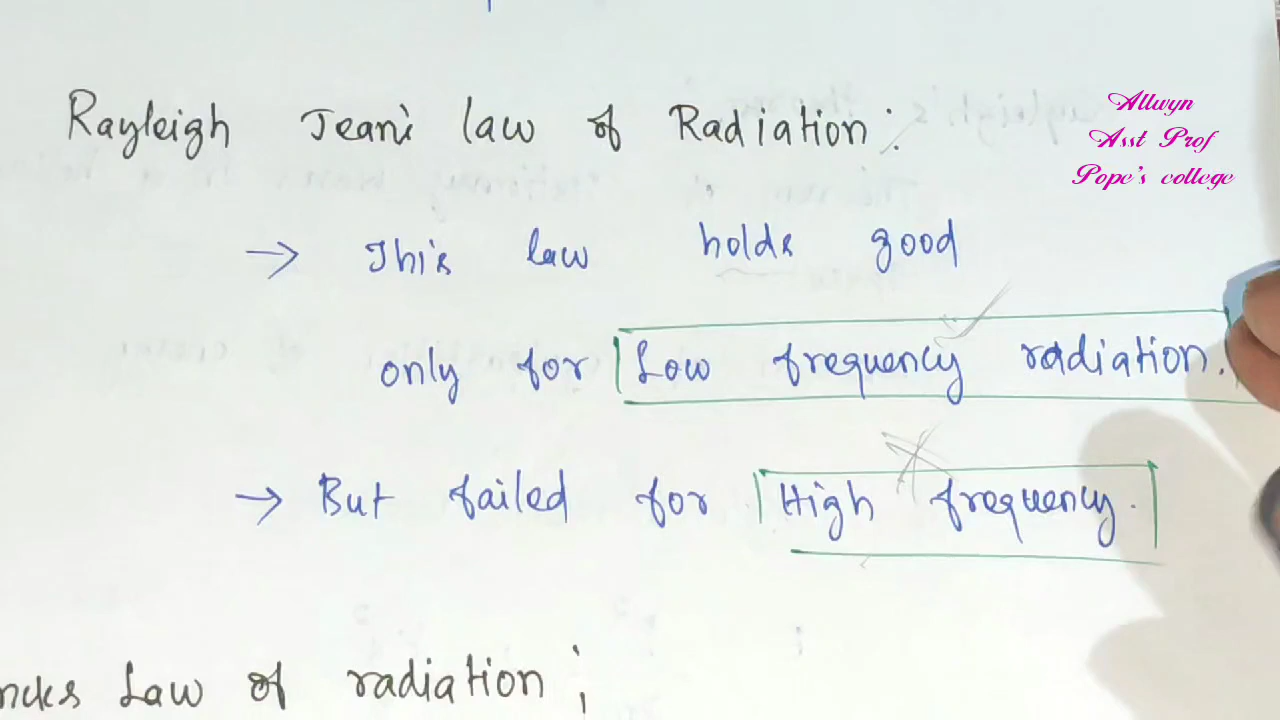 Rayleigh Jean's law of Radiation:
Allwyn
Asst Prof
Pope's college
→ This law holds good
only for Low frequency radiation.
→ But failed for High frequency.
Law of radiation ;